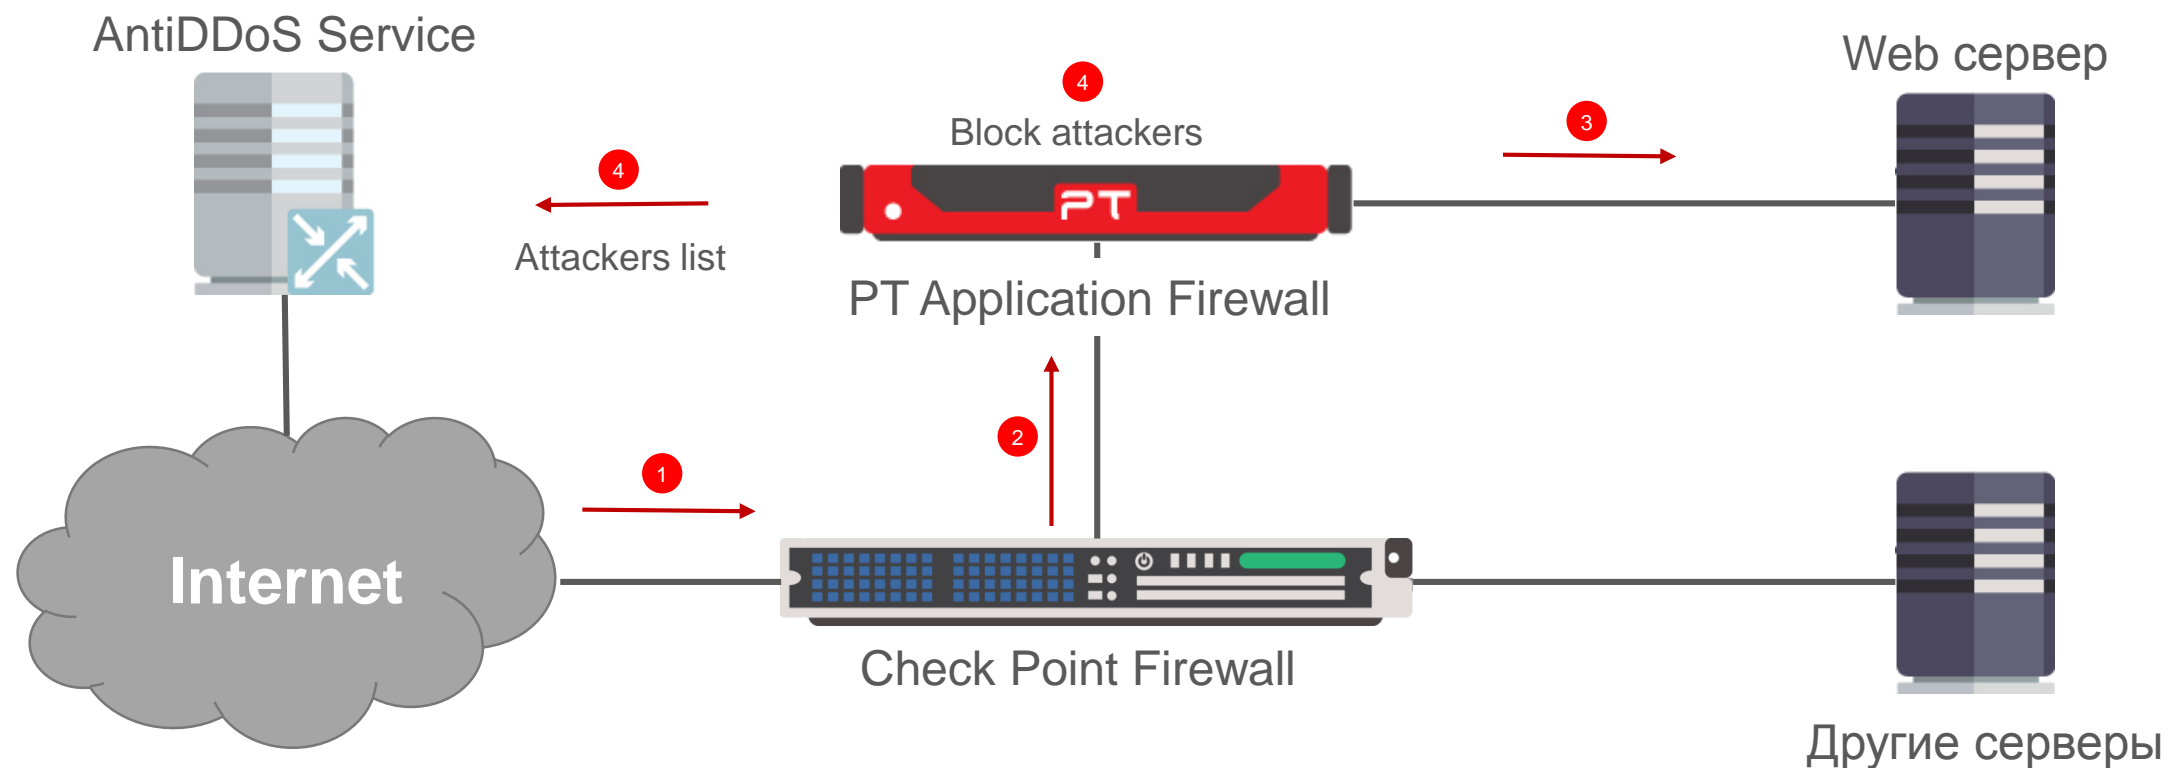 AntiDDoS Service
Web сервер
4
Block attackers
3
4
PT
Attackers list
PT Application Firewall
2
1
Internet
Check Point Firewall
Другие серверы